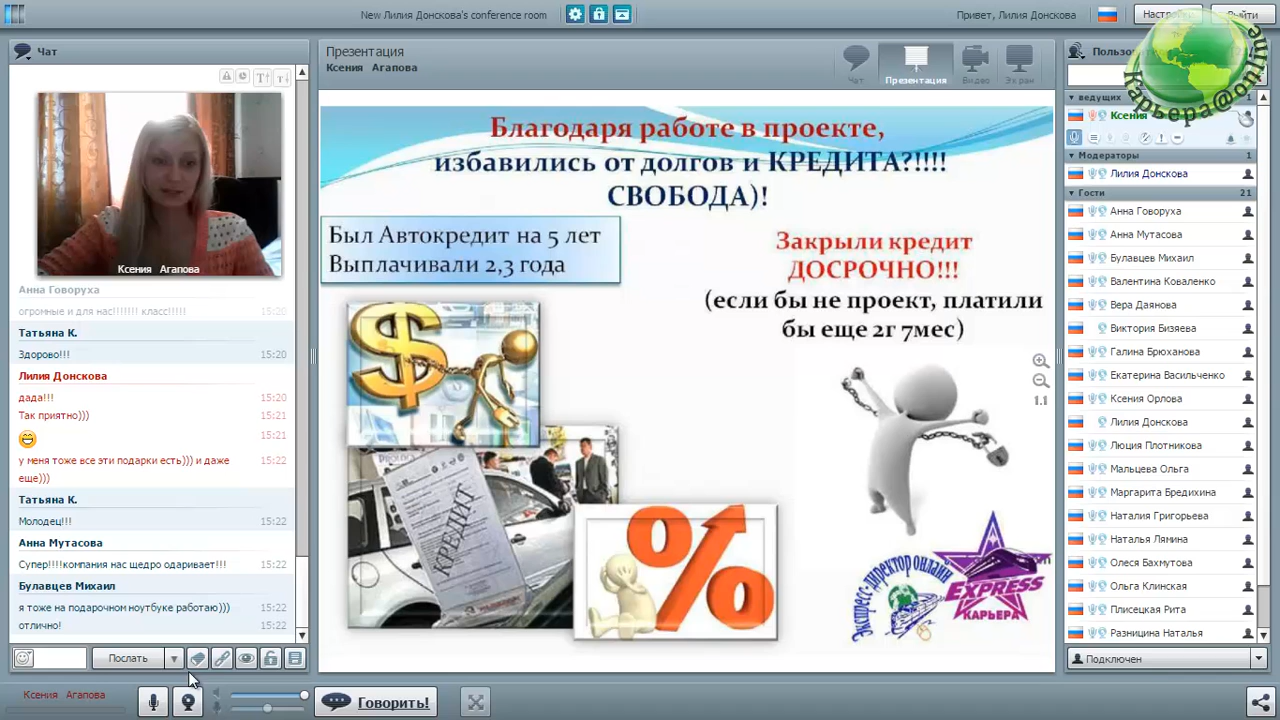 New Лилия Донскова's conference room
Привет, Лилия Донскова
Настройки
Выйти
Чат
Ксения Агапова
Анна Говоруха
огромные и для нас!!!!!!! класс!!!!! 15:20
Татьяна К.
Здорово!!! 15:20
Лилия Донскова
дада!!! 15:20
Так приятно))) 15:21
15:21
у меня тоже все эти подарки есть))) и даже 15:22
еще)))
Татьяна К.
Молодец!!! 15:22
Анна Мутасова
Супер!!!!компания нас щедро одаривает!!! 15:22
Булавцев Михаил
я тоже на подарочном ноутбуке работаю))) 15:22
отлично! 15:22
Послать
Ксения Агапова
Говорить!
Презентация
Ксения Агапова
Чат
Презентация
Видео
Экран
Благодаря работе в проекте,
избавились от долгов и КРЕДИТА?!!!!
СВОБОДА)!
Был Автокредит на 5 лет
Выплачивали 2,3 года
Закрыли кредит
ДОСРОЧНО!!!
(если бы не проект, платили
бы еще 2г 7мес)
$
КРЕДИТ
%
Экспресс-директор онлайн
EXPRESS
КАРЬЕРА
1.1
Карьера@online
ведущих 1
Ксения
Модераторы 1
Лилия Донскова
Гости 21
Анна Говоруха
Анна Мутасова
Булавцев Михаил
Валентина Коваленко
Вера Даянова
Виктория Бизяева
Галина Брюханова
Екатерина Васильченко
Ксения Орлова
Лилия Донскова
Люция Плотникова
Мальцева Ольга
Маргарита Бредихина
Наталия Григорьева
Наталья Лямина
Олеся Бахмутова
Ольга Клинская
Плисецкая Рита
Разницина Наталья
Подключен